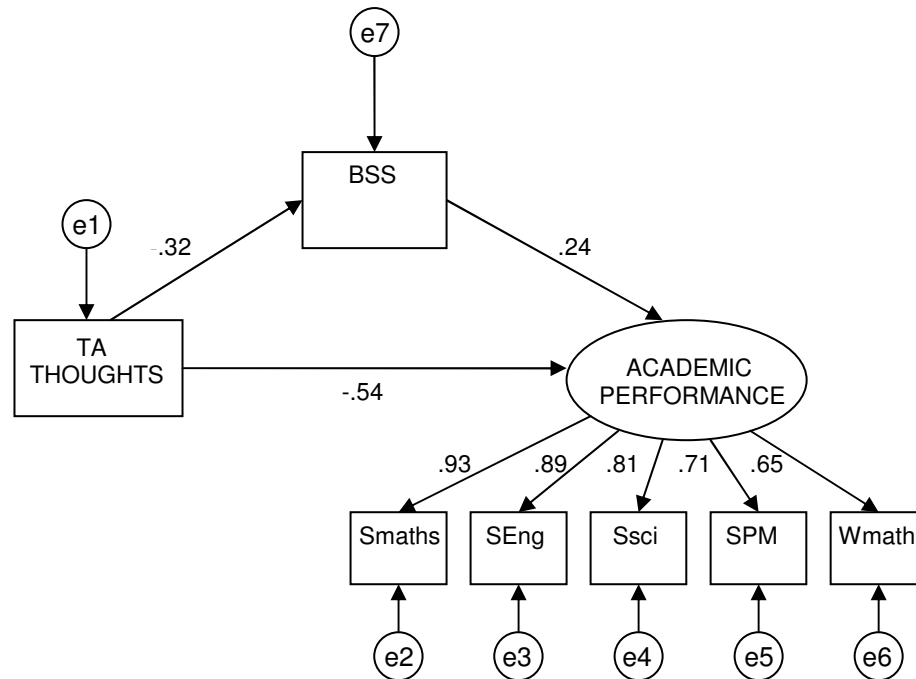 e7
BSS
e1
-.32
.24
TA
THOUGHTS
ACADEMIC
PERFORMANCE
-.54
.93
.89
.81
.71
.65
Smaths
SEng
Ssci
SPM
Wmath
e2
e3
e4
e5
e6